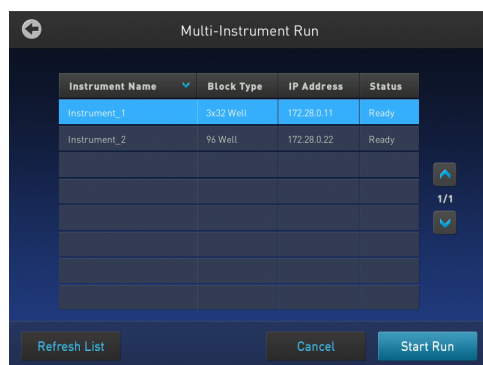 Multi-Instrument Run
Instrument Name Block Type IP Address Status
Instrument_1 3x32 Well 172.28.0.11 Ready
Instrument_2 96 Well 172.28.0.22 Ready
1/1
Refresh List Cancel Start Run